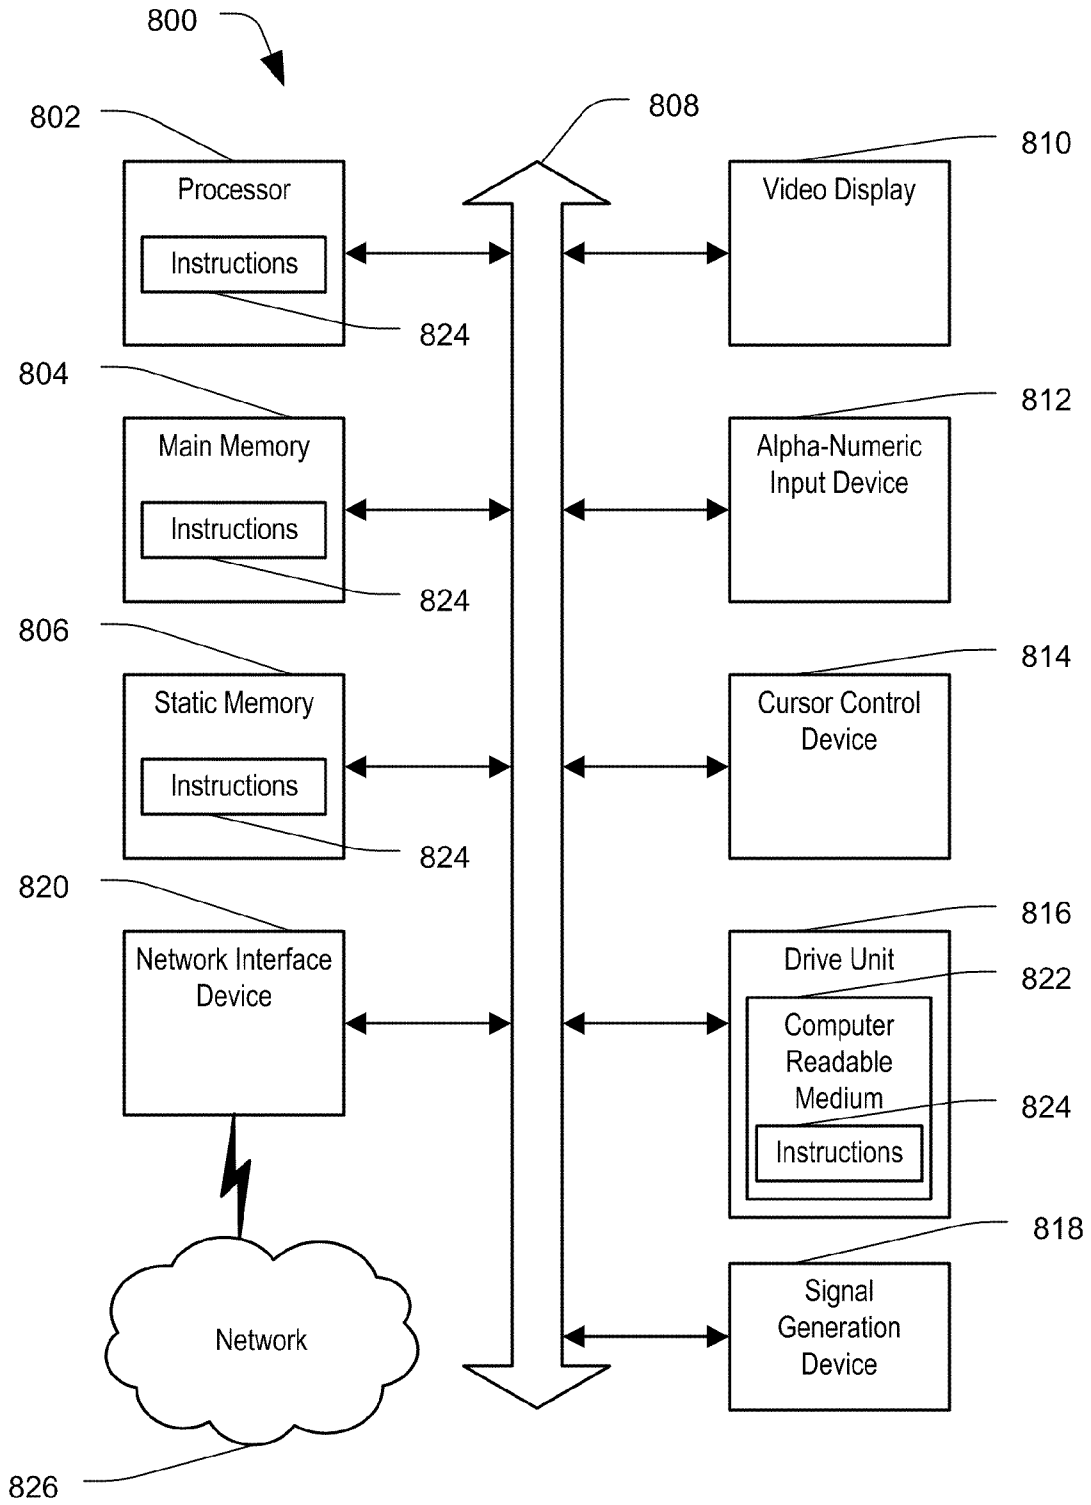 800
808
802
810
Processor
Video Display
Instructions
824
804
812
Main Memory
Alpha-Numeric
Input Device
Instructions
824
806
814
Static Memory
Cursor Control
Device
Instructions
824
820
816
Network Interface
Device
Drive Unit
822
Computer
Readable
Medium
824
Instructions
818
Signal
Generation
Device
Network
826